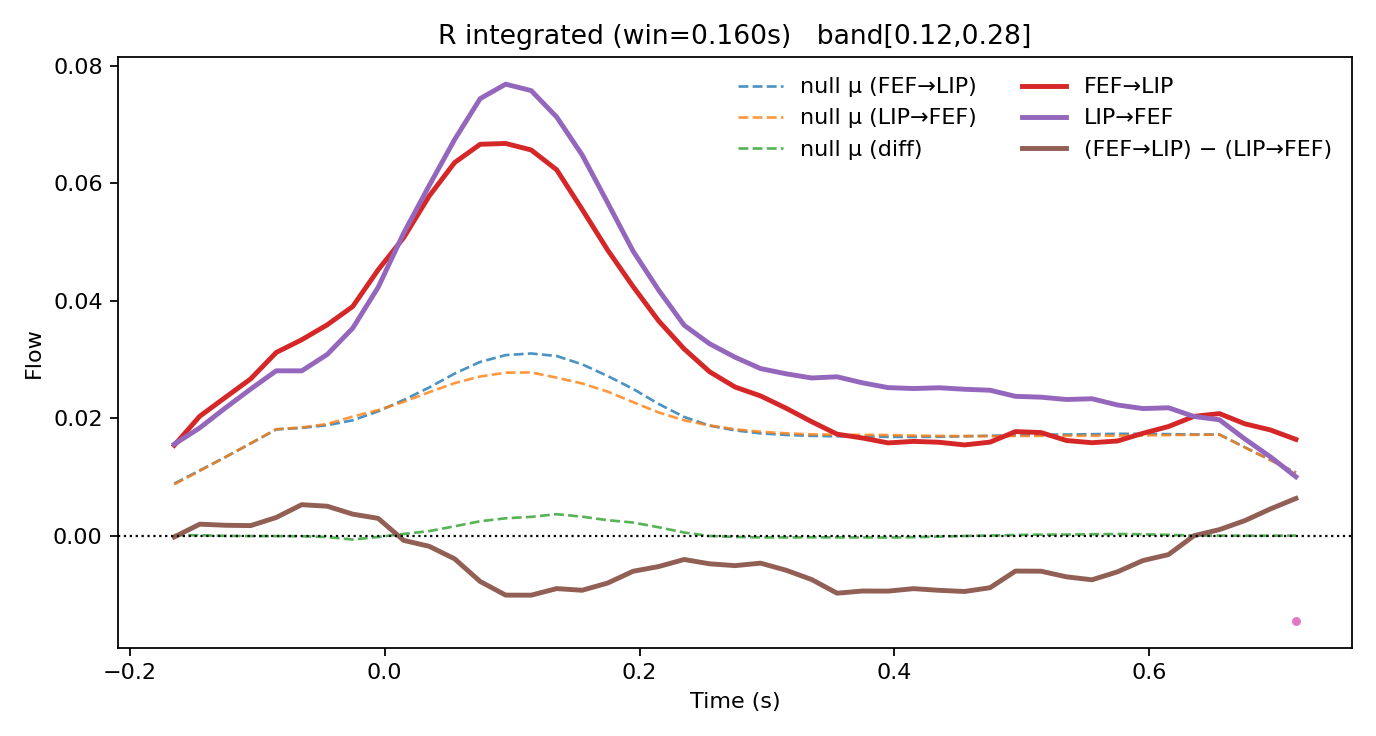 R integrated (win=0.160s)   band[0.12,0.28]
0.08
0.06
0.04
0.02
0.00
Flow
null μ (FEF→LIP)
null μ (LIP→FEF)
null μ (diff)
FEF→LIP
LIP→FEF
(FEF→LIP) − (LIP→FEF)
−0.2
0.0
0.2
0.4
0.6
Time (s)